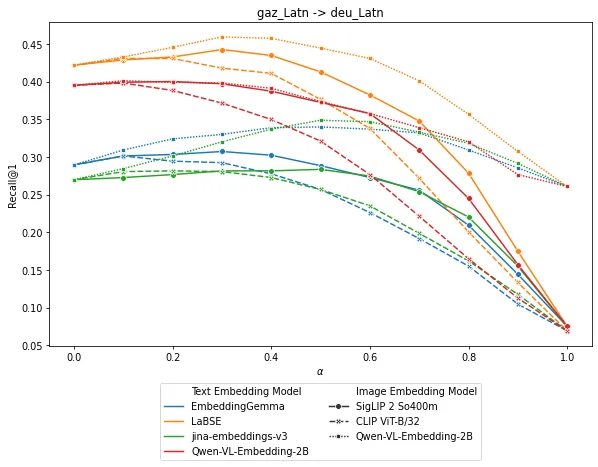 gaz_Latn -> deu_Latn
Recall@1
0.45
0.40
0.35
0.30
0.25
0.20
0.15
0.10
0.05
0.0
0.2
0.4
0.6
0.8
1.0
α
Text Embedding Model
EmbeddingGemma
LaBSE
jina-embeddings-v3
Qwen-VL-Embedding-2B
Image Embedding Model
SigLIP 2 So400m
CLIP ViT-B/32
Qwen-VL-Embedding-2B